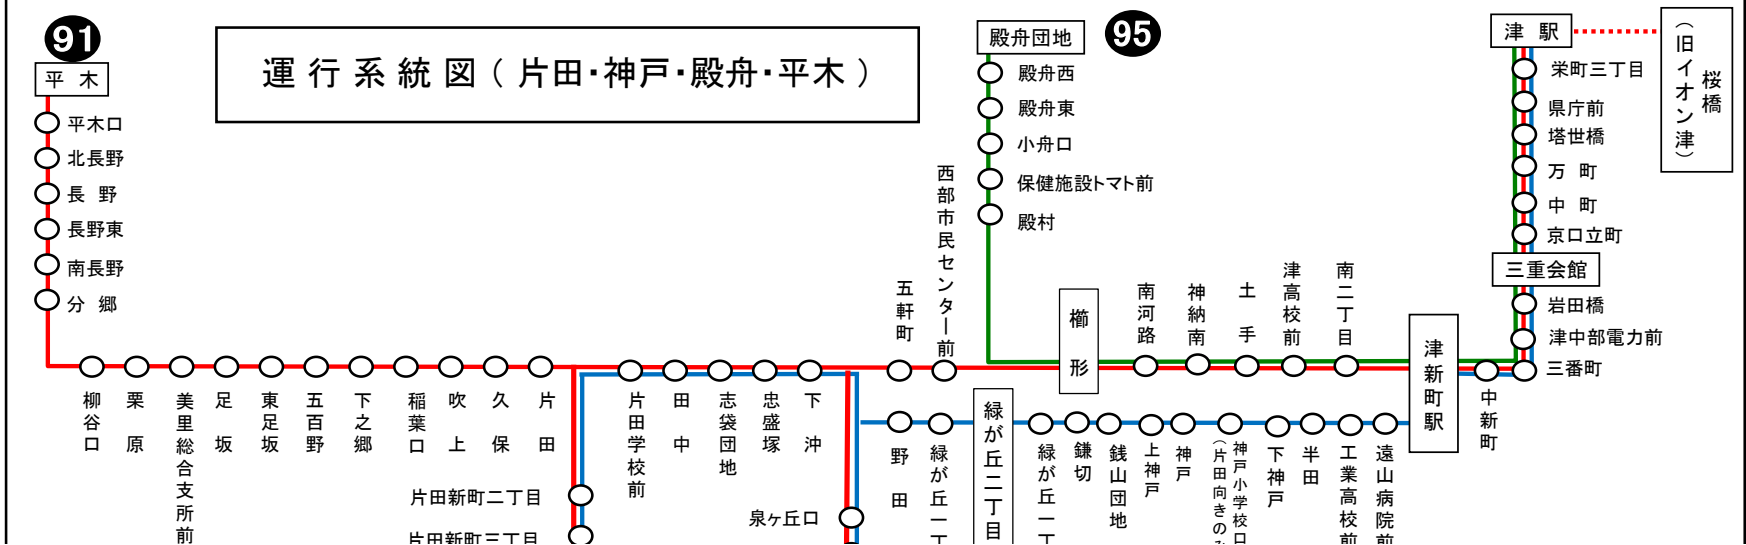 91
平木
運行系統図（片田・神戸・殿舟・平木）
殿舟団地
95
津駅
桜橋
（旧イオン津）
平木口
北長野
長野
長野東
南長野
分郷
殿舟西
殿舟東
小舟口
保健施設トマト前
殿村
栄町三丁目
県庁前
塔世橋
万町
中町
京口立町
三重会館
岩田橋
津中部電力前
三番町
柳谷口
栗原
美里総合支所前
足坂
東足坂
五百野
下之郷
稲葉口
吹上
久保
片田
片田学校前
田中
志袋団地
忠盛塚
下沖
五軒町
西部市民センター前
櫛形
南河路
神納南
土手
津高校前
南二丁目
津新町駅
中新町
野田
緑が丘一丁
緑が丘二丁目
緑が丘一丁
鎌切
銭山団地
上神戸
神戸
神戸小学校口
（片田向きのみ
下神戸
半田
工業高校前
遠山病院前
片田新町二丁目
片田新町三丁目
泉ヶ丘口